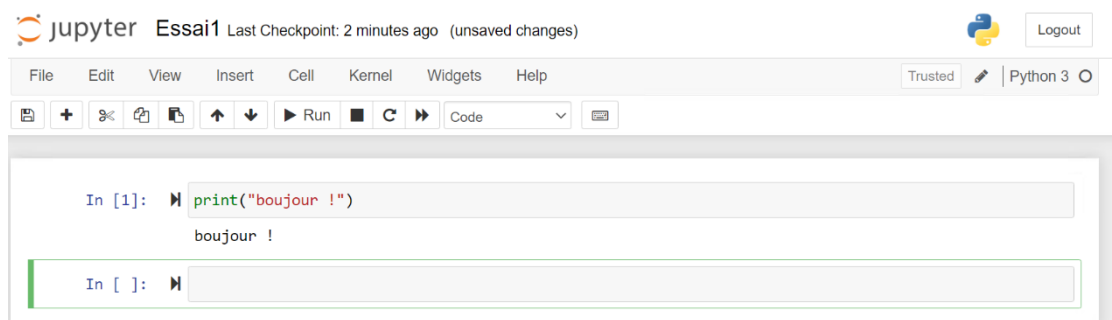 jupyter Essai1 Last Checkpoint: 2 minutes ago (unsaved changes) Logout
File Edit View Insert Cell Kernel Widgets Help Trusted Python 3
Run Code
In [1]: print("boujour !")
boujour !
In [ ]: